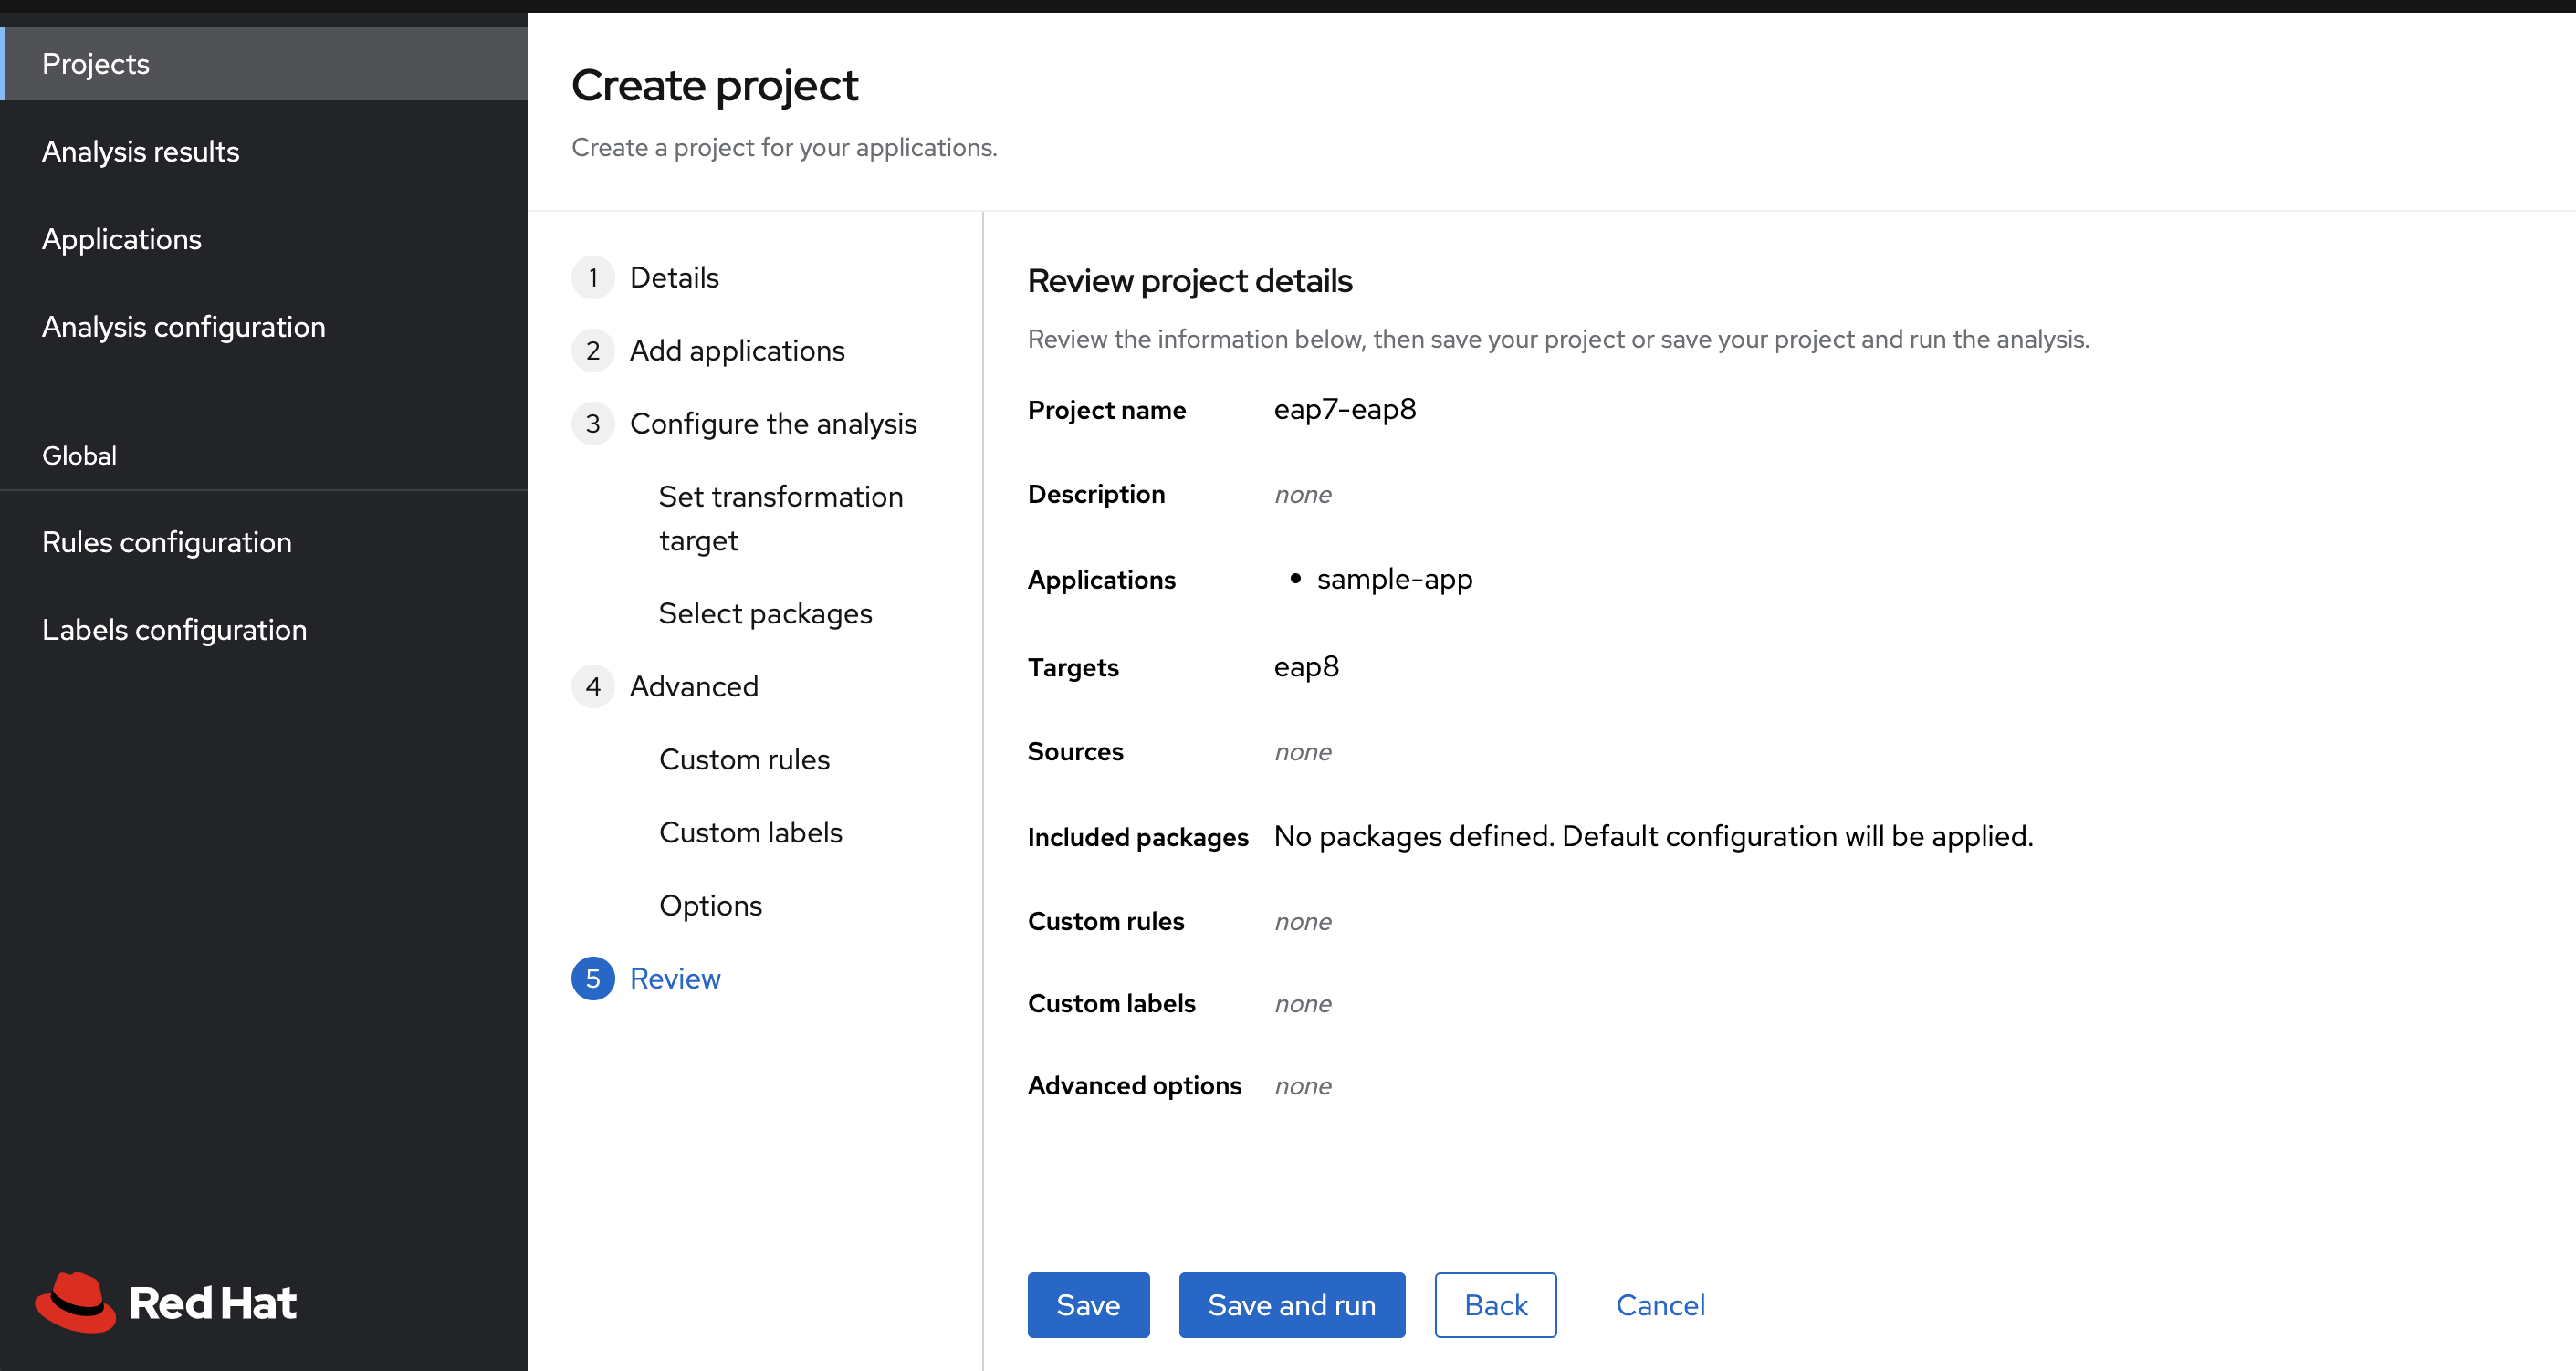 Projects
Analysis results
Applications
Analysis configuration
Global
Rules configuration
Labels configuration
Red Hat
Create project
Create a project for your applications.
1 Details
2 Add applications
3 Configure the analysis
Set transformation
target
Select packages
4 Advanced
Custom rules
Custom labels
Options
5 Review
Review project details
Review the information below, then save your project or save your project and run the analysis.
Project name eap7-eap8
Description none
Applications • sample-app
Targets eap8
Sources none
Included packages No packages defined. Default configuration will be applied.
Custom rules none
Custom labels none
Advanced options none
Save Save and run Back Cancel